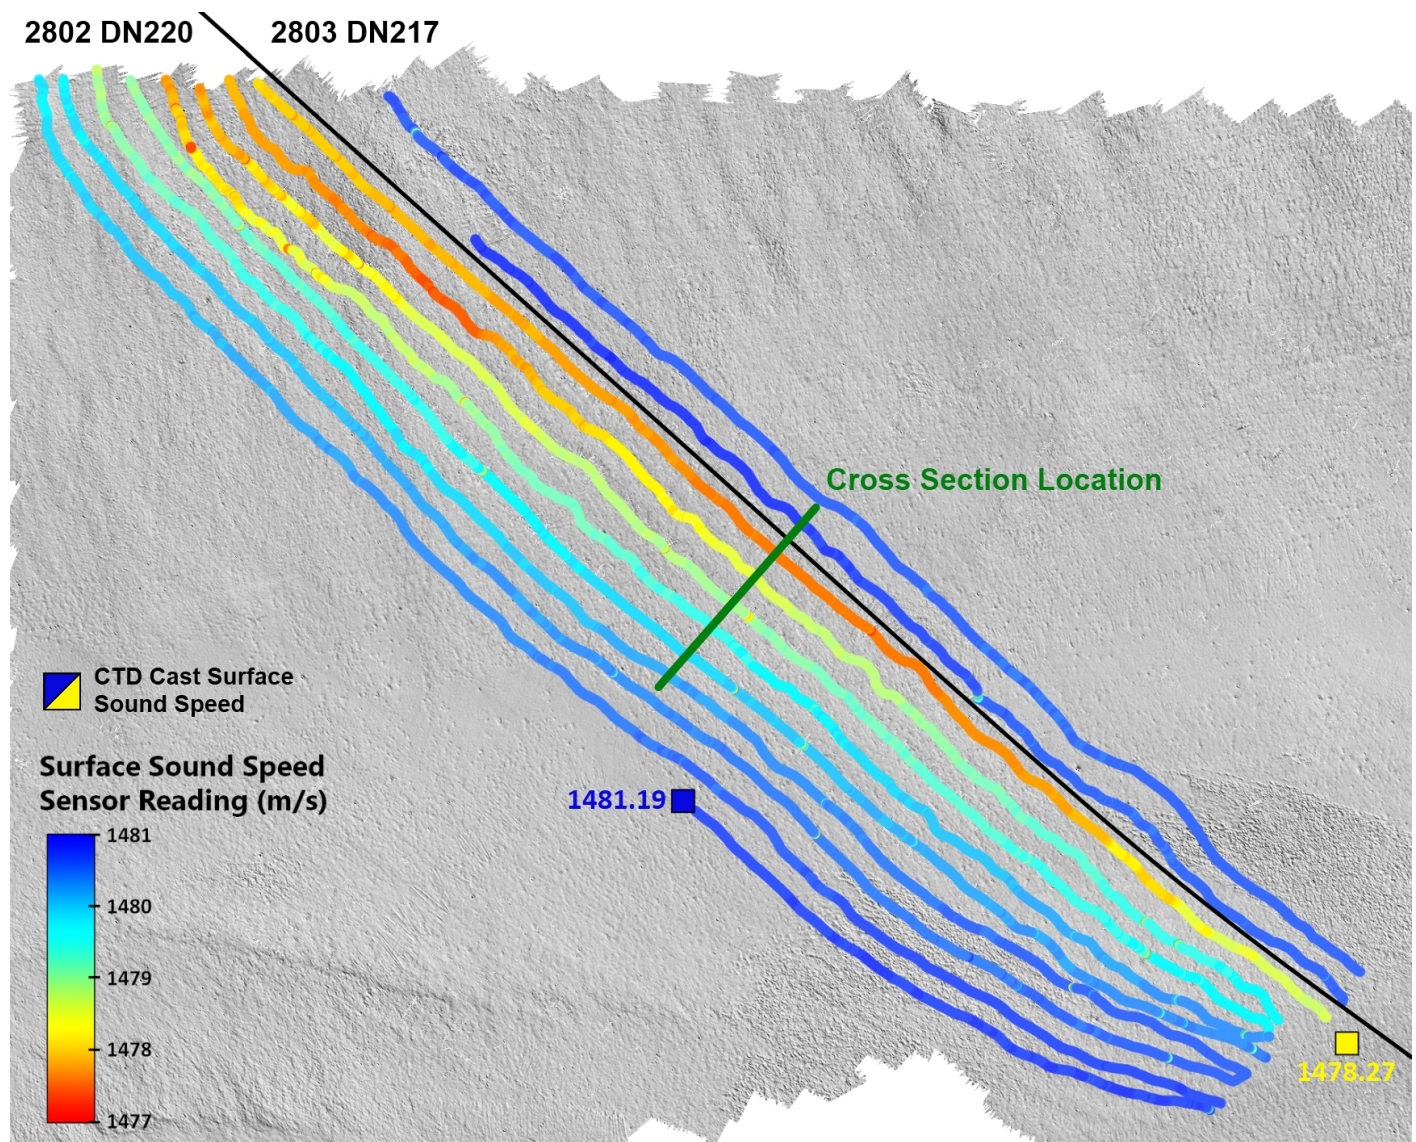 2802 DN220
2803 DN217
Cross Section Location
CTD Cast Surface
Sound Speed
Surface Sound Speed
Sensor Reading (m/s)
1481
1480
1479
1478
1477
1481.19
1478.27